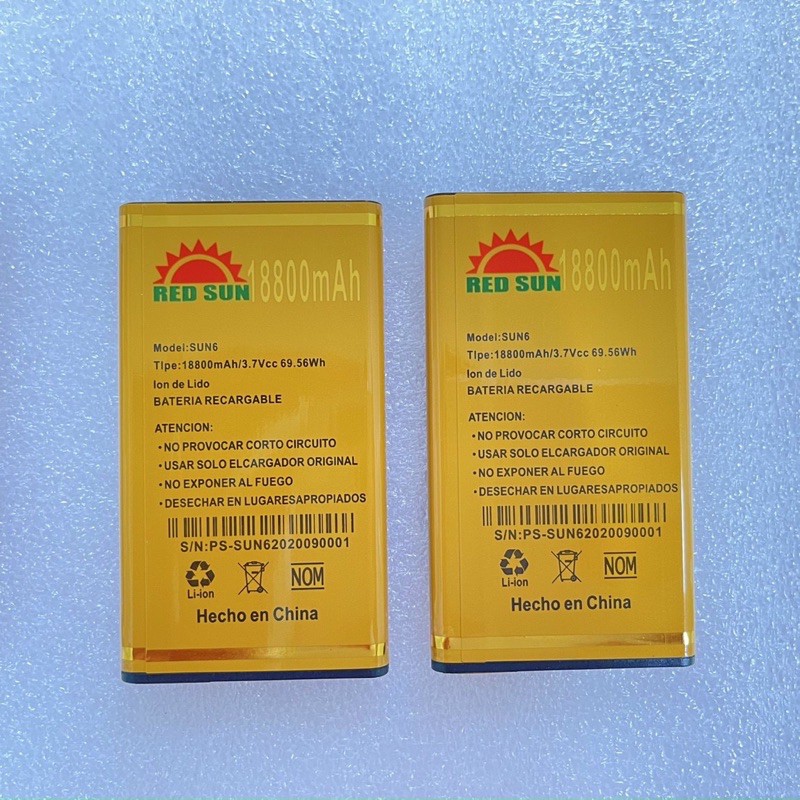 RED SUN 18800mAh
Model:SUN6
TIpe:18800mAh/3.7Vcc 69.56Wh
Ion de Lido
BATERIA RECARGABLE
ATENCION:
•NO PROVOCAR CORTO CIRCUITO
•USAR SOLO ELCARGADOR ORIGINAL
•NO EXPONER AL FUEGO
•DESECHAR EN LUGARESAPROPIADOS
S/N:PS-SUN62020090001
Li-ion
NOM
Hecho en China
RED SUN 18800mAh
Model:SUN6
TIpe:18800mAh/3.7Vcc 69.56Wh
Ion de Lido
BATERIA RECARGABLE
ATENCION:
•NO PROVOCAR CORTO CIRCUITO
•USAR SOLO ELCARGADOR ORIGINAL
•NO EXPONER AL FUEGO
•DESECHAR EN LUGARESAPROPIADOS
S/N:PS-SUN62020090001
Li-ion
NOM
Hecho en China